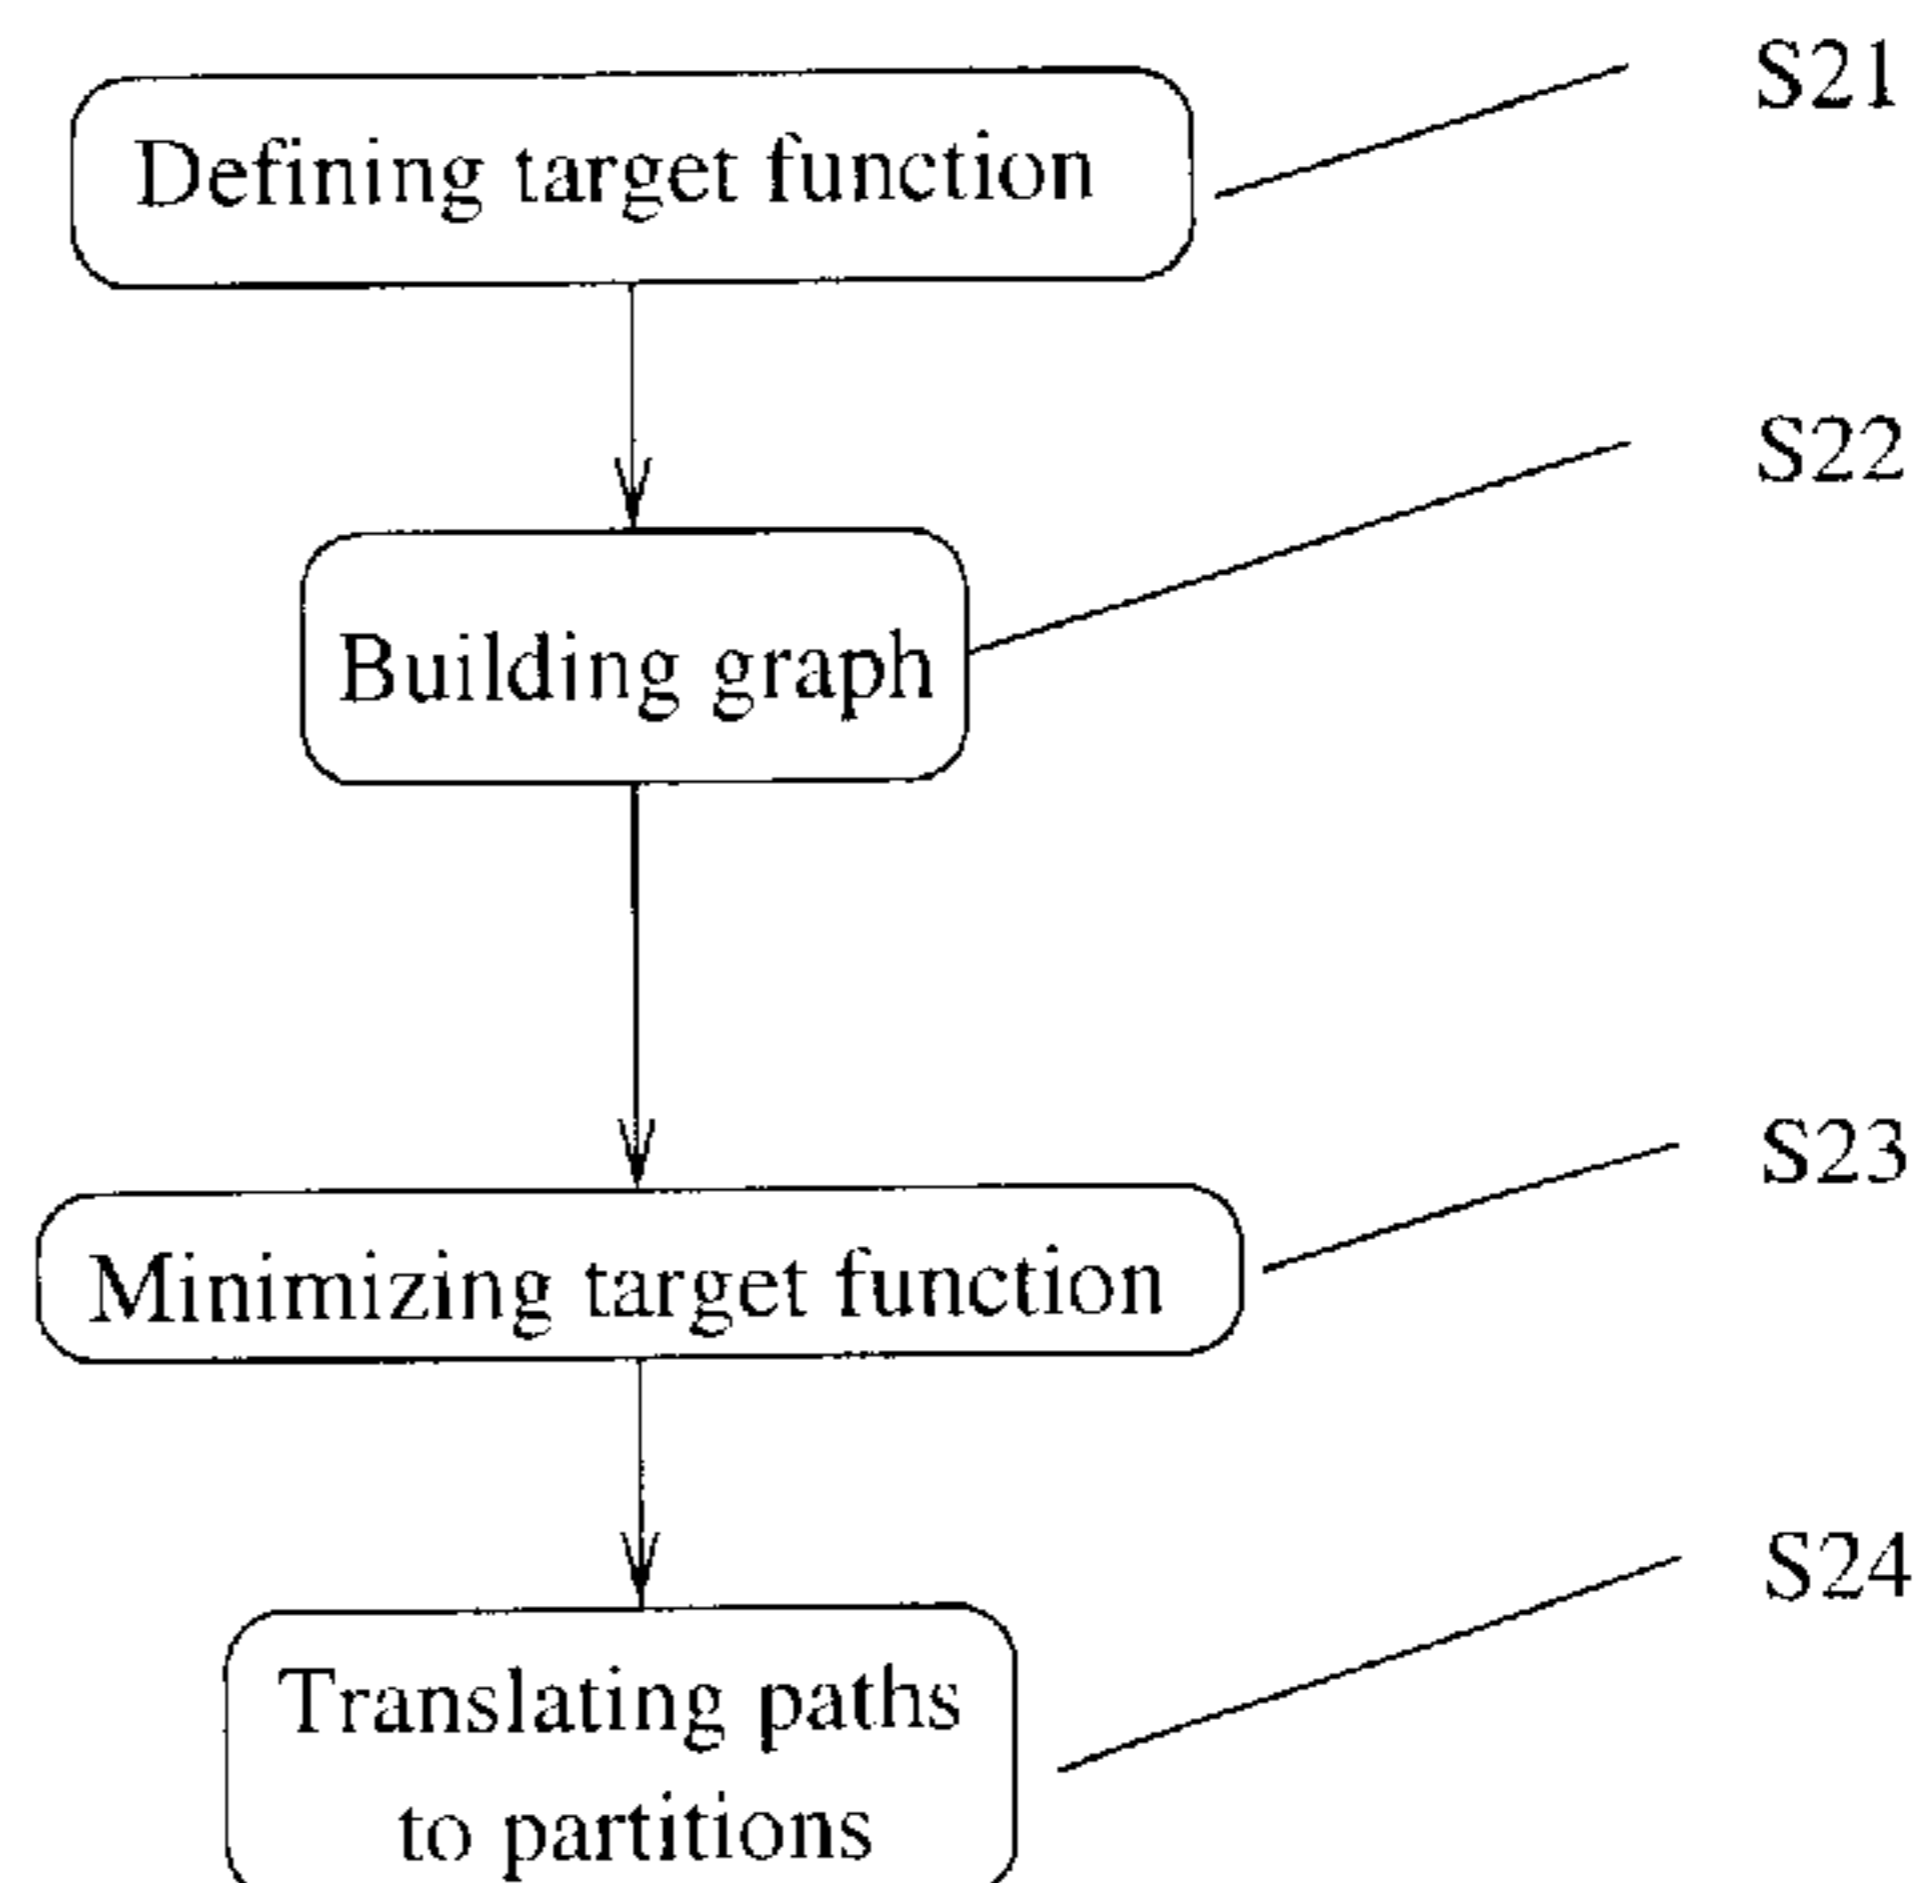 S21
Defining target function
S22
Building graph
S23
Minimizing target function
S24
Translating paths
to partitions